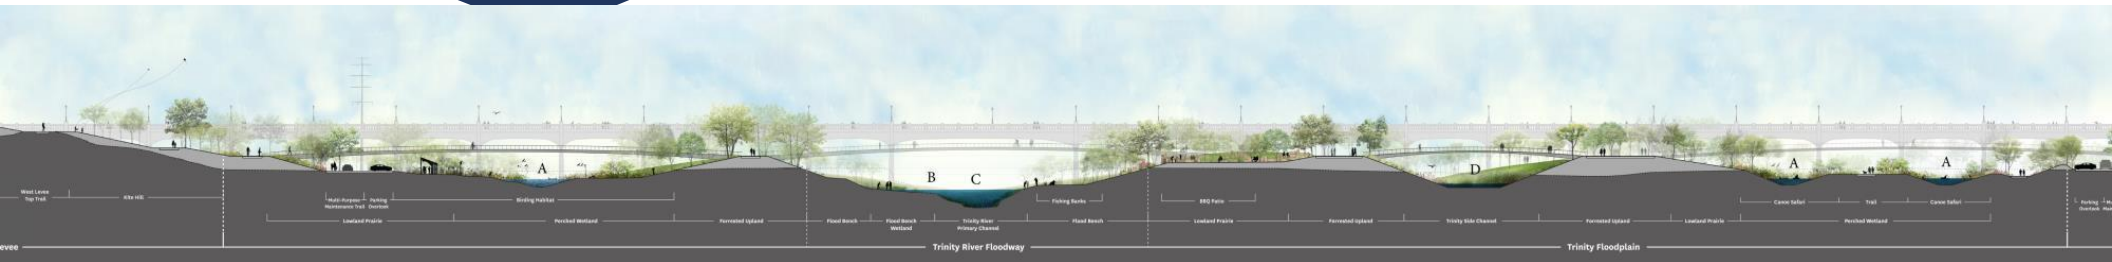 A
B
C
D
A
A
West Levee
Top Trail
Kite Hill
Multi-Purpose
Maintenance Trail
Parking
Overlook
Birding Habitat
Fishing Banks
BBQ Patio
Canoe Safari
Trail
Canoe Safari
Parking
Overlook
Lowland Prairie
Perched Wetland
Forrested Upland
Flood Bench
Flood Bench
Wetland
Trinity River
Primary Channel
Flood Bench
Lowland Prairie
Forrested Upland
Trinity Side Channel
Forrested Upland
Lowland Prairie
Perched Wetland
evee
Trinity River Floodway
Trinity Floodplain